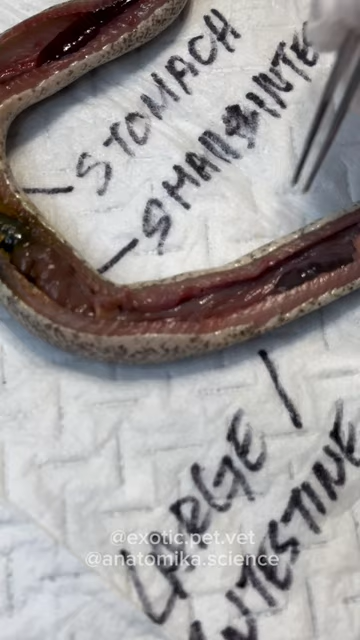 STOMACH
SMALL INTE
LARGE
INTESTINE
@exotic.pet.vet
@anatomika.science